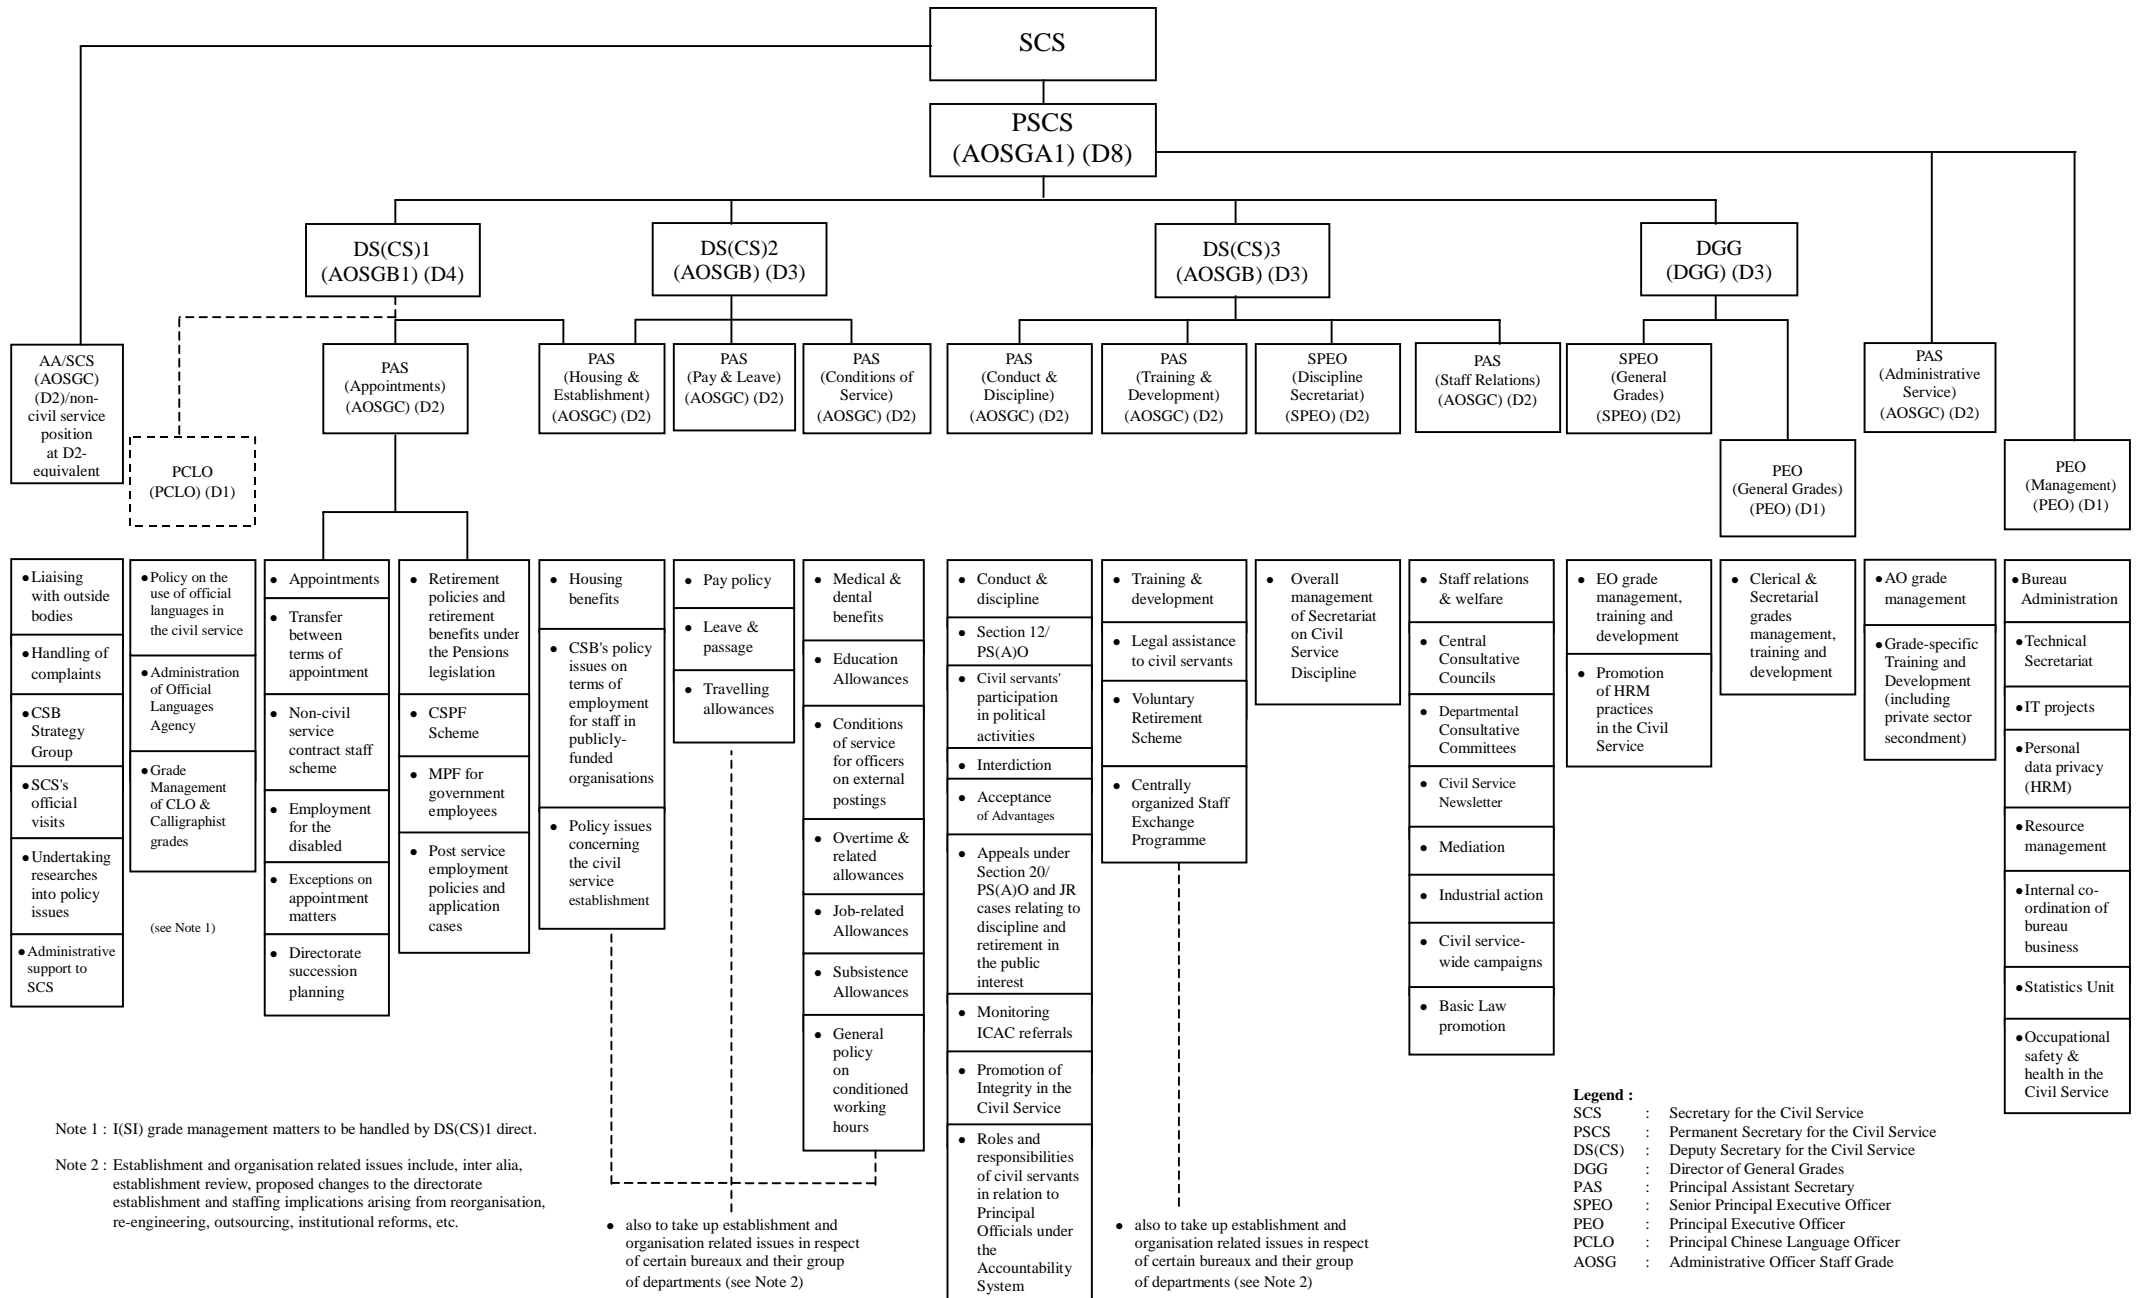 SCS
PSCS
(AOSGA1) (D8)
DS(CS)1
(AOSGB1) (D4)
DS(CS)2
(AOSGB) (D3)
DS(CS)3
(AOSGB) (D3)
DGG
(DGG) (D3)
AA/SCS
(AOSGC)
(D2)/non-
civil service
position
at D2-
equivalent
PCLO
(PCLO) (D1)
PAS
(Appointments)
(AOSGC) (D2)
PAS
(Housing &
Establishment)
(AOSGC) (D2)
PAS
(Pay & Leave)
(AOSGC) (D2)
PAS
(Conditions of
Service)
(AOSGC) (D2)
PAS
(Conduct &
Discipline)
(AOSGC) (D2)
PAS
(Training &
Development)
(AOSGC) (D2)
SPEO
(Discipline
Secretariat)
(SPEO) (D2)
PAS
(Staff Relations)
(AOSGC) (D2)
SPEO
(General
Grades)
(SPEO) (D2)
PEO
(General Grades)
(PEO) (D1)
PAS
(Administrative
Service)
(AOSGC) (D2)
PEO
(Management)
(PEO) (D1)
● Liaising
with outside
bodies
● Handling of
complaints
● CSB
Strategy
Group
● SCS's
official
visits
● Undertaking
researches
into policy
issues
● Administrative
support to
SCS
● Policy on the
use of official
languages in
the civil service
● Administration
of Official
Languages
Agency
● Grade
Management
of CLO &
Calligraphist
grades
(see Note 1)
● Appointments
● Transfer
between
terms of
appointment
● Non-civil
service
contract staff
scheme
● Employment
for the
disabled
● Exceptions on
appointment
matters
● Directorate
succession
planning
● Retirement
policies and
retirement
benefits under
the Pensions
legislation
● CSPF
Scheme
● MPF for
government
employees
● Post service
employment
policies and
application
cases
● Housing
benefits
● CSB's policy
issues on
terms of
employment
for staff in
publicly-
funded
organisations
● Policy issues
concerning
the civil
service
establishment
● Pay policy
● Leave &
passage
● Travelling
allowances
● Medical &
dental
benefits
● Education
Allowances
● Conditions
of service
for officers
on external
postings
● Overtime &
related
allowances
● Job-related
Allowances
● Subsistence
Allowances
● General
policy
on
conditioned
working
hours
● Conduct &
discipline
● Section 12/
PS(A)O
● Civil servants'
participation
in political
activities
● Interdiction
● Acceptance
of Advantages
● Appeals under
Section 20/
PS(A)O and JR
cases relating to
discipline and
retirement in
the public
interest
● Monitoring
ICAC referrals
● Promotion of
Integrity in the
Civil Service
● Roles and
responsibilities
of civil servants
in relation to
Principal
Officials under
the
Accountability
System
● Training &
development
● Legal assistance
to civil servants
● Voluntary
Retirement
Scheme
● Centrally
organized Staff
Exchange
Programme
● Overall
management
of Secretariat
on Civil
Service
Discipline
● Staff relations
& welfare
● Central
Consultative
Councils
● Departmental
Consultative
Committees
● Civil Service
Newsletter
● Mediation
● Industrial action
● Civil service-
wide campaigns
● Basic Law
promotion
● EO grade
management,
training and
development
● Promotion
of HRM
practices
in the Civil
Service
● Clerical &
Secretarial
grades
management,
training and
development
● AO grade
management
● Grade-specific
Training and
Development
(including
private sector
secondment)
● Bureau
Administration
● Technical
Secretariat
● IT projects
● Personal
data privacy
(HRM)
● Resource
management
● Internal co-
ordination of
bureau
business
● Statistics Unit
● Occupational
safety &
health in the
Civil Service
Note 1 : I(SI) grade management matters to be handled by DS(CS)1 direct.
Note 2 : Establishment and organisation related issues include, inter alia,
establishment review, proposed changes to the directorate
establishment and staffing implications arising from reorganisation,
re-engineering, outsourcing, institutional reforms, etc.
● also to take up establishment and
organisation related issues in respect
of certain bureaux and their group
of departments (see Note 2)
● also to take up establishment and
organisation related issues in respect
of certain bureaux and their group
of departments (see Note 2)
Legend :
SCS : Secretary for the Civil Service
PSCS : Permanent Secretary for the Civil Service
DS(CS) : Deputy Secretary for the Civil Service
DGG : Director of General Grades
PAS : Principal Assistant Secretary
SPEO : Senior Principal Executive Officer
PEO : Principal Executive Officer
PCLO : Principal Chinese Language Officer
AOSG : Administrative Officer Staff Grade